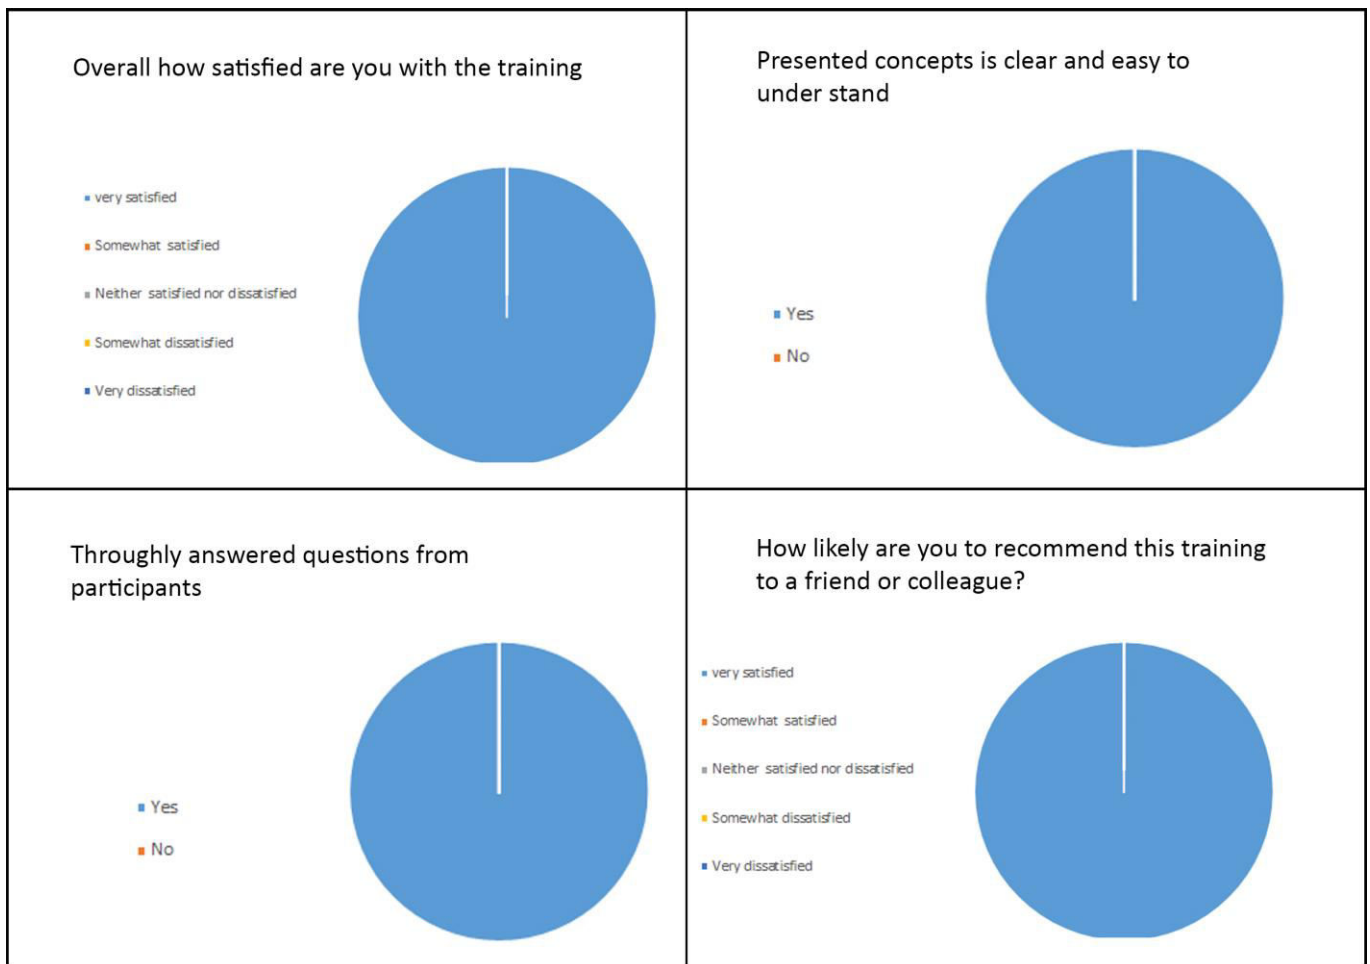 Overall how satisfied are you with the training
very satisfied
Somewhat satisfied
Neither satisfied nor dissatisfied
Somewhat dissatisfied
Very dissatisfied
Presented concepts is clear and easy to
under stand
Yes
No
Throughly answered questions from
participants
Yes
No
How likely are you to recommend this training
to a friend or colleague?
very satisfied
Somewhat satisfied
Neither satisfied nor dissatisfied
Somewhat dissatisfied
Very dissatisfied